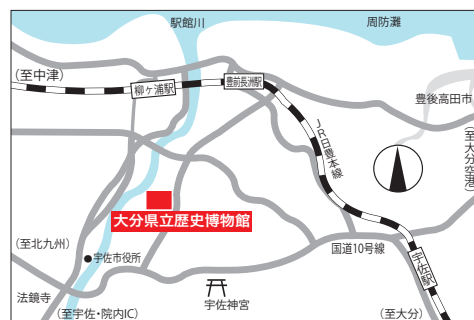 駅館川
周防灘
(至中津)
柳ヶ浦駅
豊前長洲駅
豊後高田市
JR日豊本線
(至大分空港)
大分県立歴史博物館
(至北九州)
宇佐市役所
国道10号線
宇佐駅
法鏡寺
宇佐神宮
(至宇佐・院内IC)
(至大分)